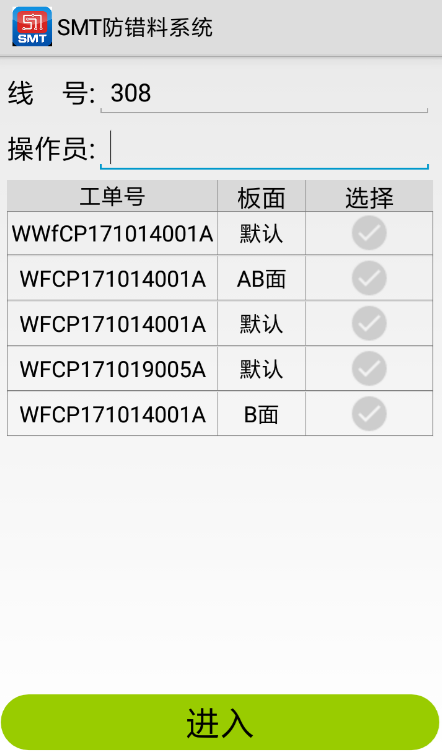 SMT
SMT防错料系统
线 号: 308
操作员:
工单号 板面 选择
WWfCP171014001A 默认
WFCP171014001A AB面
WFCP171014001A 默认
WFCP171019005A 默认
WFCP171014001A B面
进入